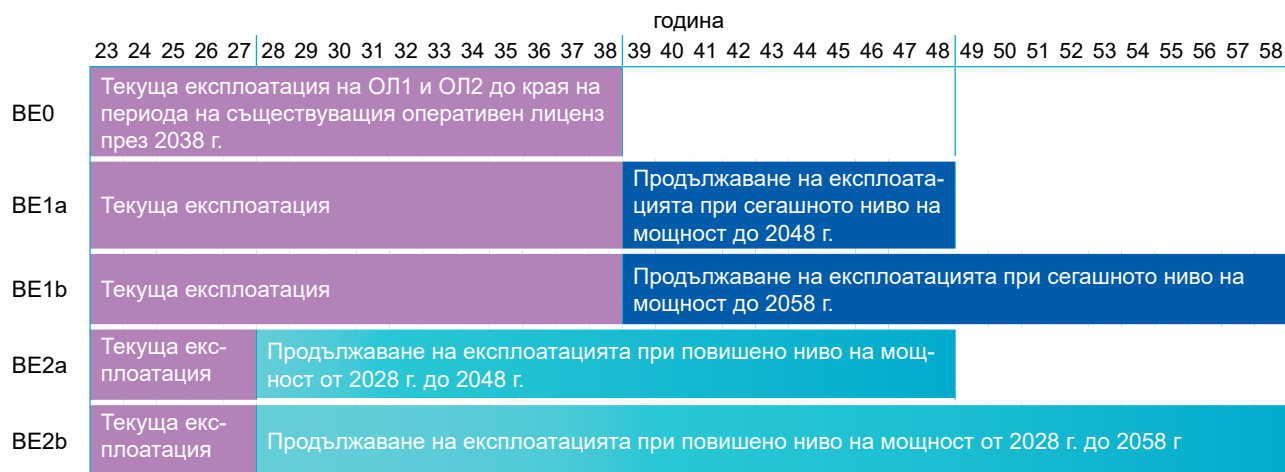 година
23 24 25 26 27 28 29 30 31 32 33 34 35 36 37 38 39 40 41 42 43 44 45 46 47 48 49 50 51 52 53 54 55 56 57 58
BE0
Текуща експлоатация на ОЛ1 и ОЛ2 до края на
периода на съществуващия оперативен лиценз
през 2038 г.
BE1a
Текуща експлоатация
Продължаване на експлоата-
цията при сегашното ниво на
мощност до 2048 г.
BE1b
Текуща експлоатация
Продължаване на експлоатацията при сегашното ниво на
мощност до 2058 г.
BE2a
Текуща екс-
плоатация
Продължаване на експлоатацията при повишено ниво на мощ-
ност от 2028 г. до 2048 г.
BE2b
Текуща екс-
плоатация
Продължаване на експлоатацията при повишено ниво на мощност от 2028 г. до 2058 г